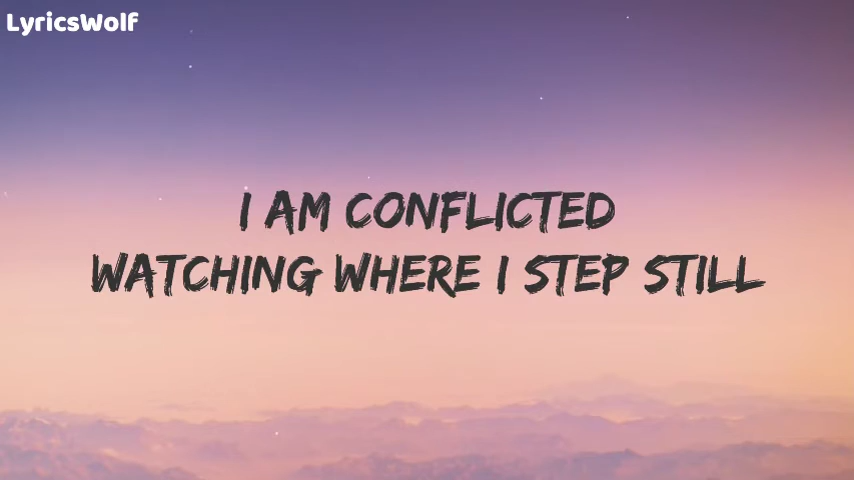 LyricsWolf
I AM CONFLICTED
WATCHING WHERE I STEP STILL